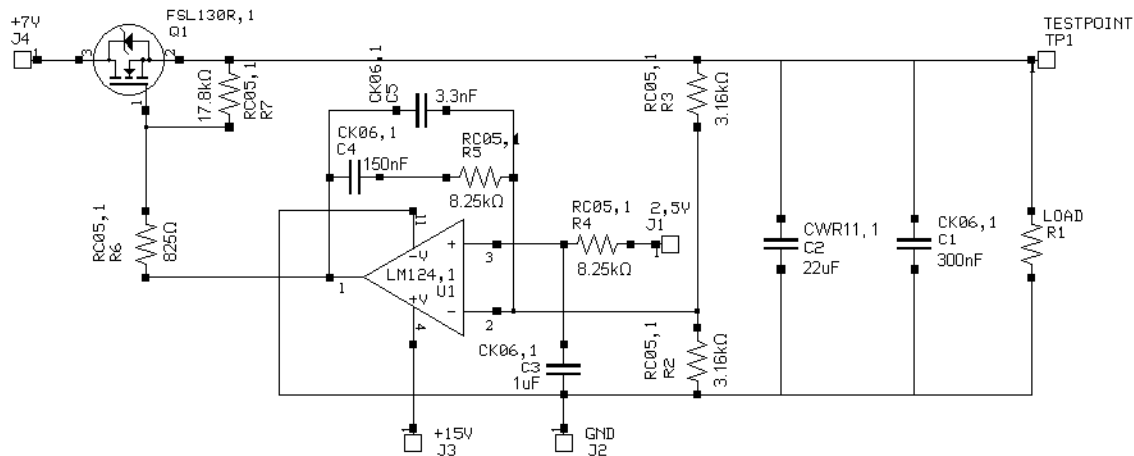 +7V
J4
1
FSL130R,1
Q1
3
2
1
17.8kΩ
RC05,1
R7
CK06,1
C5
3.3nF
CK06,1
C4
150nF
RC05,1
R5
8.25kΩ
RC05,1
R3
3.16kΩ
TESTPOINT
TP1
1
RC05,1
R6
825Ω
11
-V
LM124,1
U1
+V
+
-
1
3
2
4
RC05,1
R4
8.25kΩ
2,5V
J1
1
CWR11,1
C2
22uF
CK06,1
C1
300nF
LOAD
R1
CK06,1
C3
1uF
RC05,1
R2
3.16kΩ
1
+15V
J3
1
GND
J2